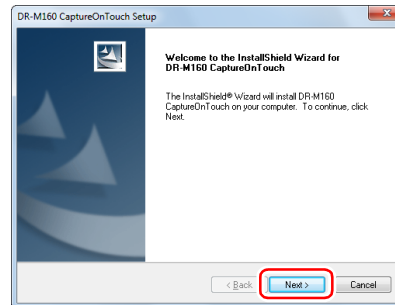 DR-M160 CaptureOnTouch Setup
Welcome to the InstallShield Wizard for
DR-M160 CaptureOnTouch
The InstallShield® Wizard will install DR-M160
CaptureOnTouch on your computer. To continue, click
Next.
< Back
Next >
Cancel